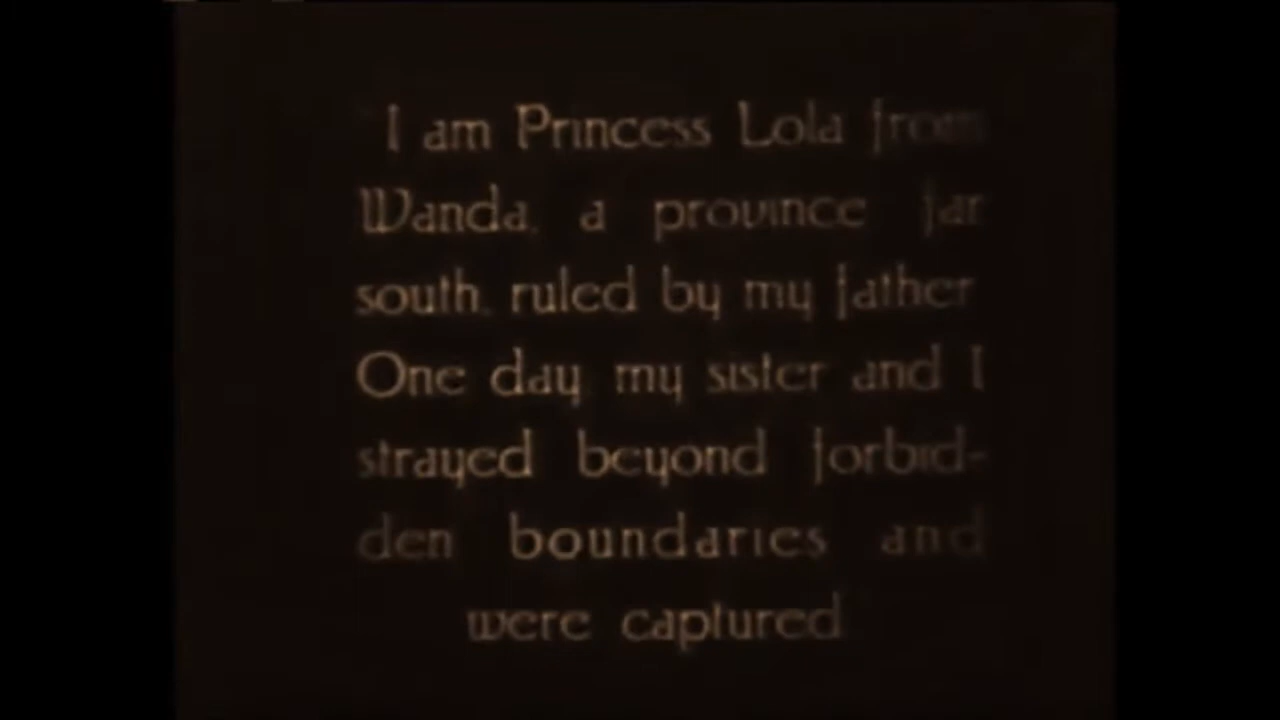 I am Princess Lola from
Wanda, a province far
south, ruled by my father
One day my sister and I
strayed beyond forbid-
den boundaries and
were captured